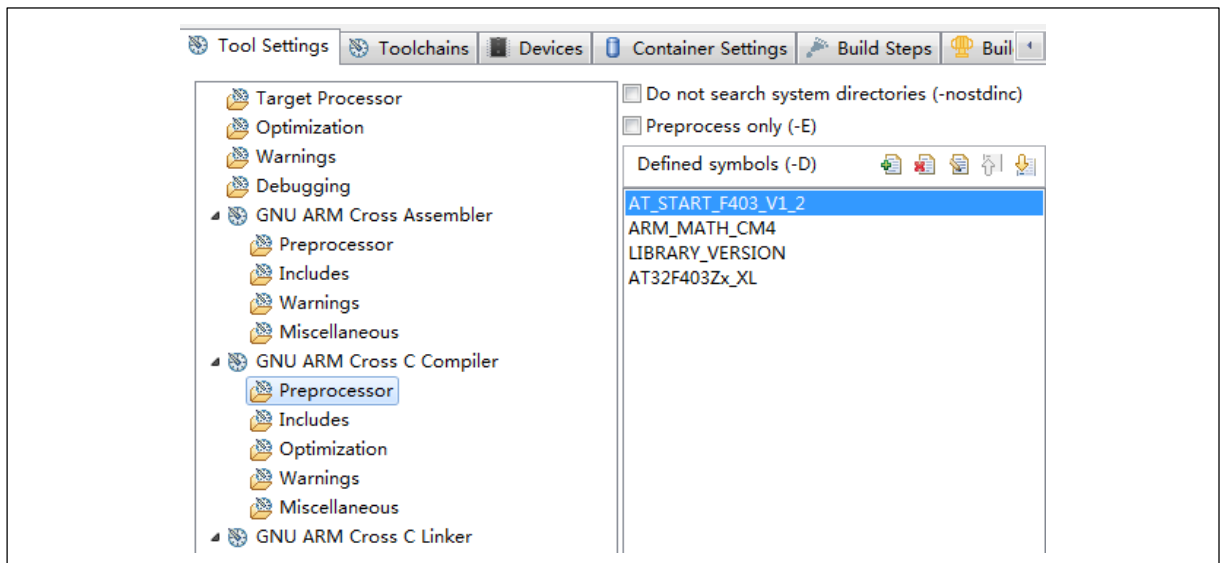 Tool Settings Toolchains Devices Container Settings Build Steps Buil
Target Processor
Optimization
Warnings
Debugging
GNU ARM Cross Assembler
Preprocessor
Includes
Warnings
Miscellaneous
GNU ARM Cross C Compiler
Preprocessor
Includes
Optimization
Warnings
Miscellaneous
GNU ARM Cross C Linker
Do not search system directories (-nostdinc)
Preprocess only (-E)
Defined symbols (-D)
AT_START_F403_V1_2
ARM_MATH_CM4
LIBRARY_VERSION
AT32F403Zx_XL